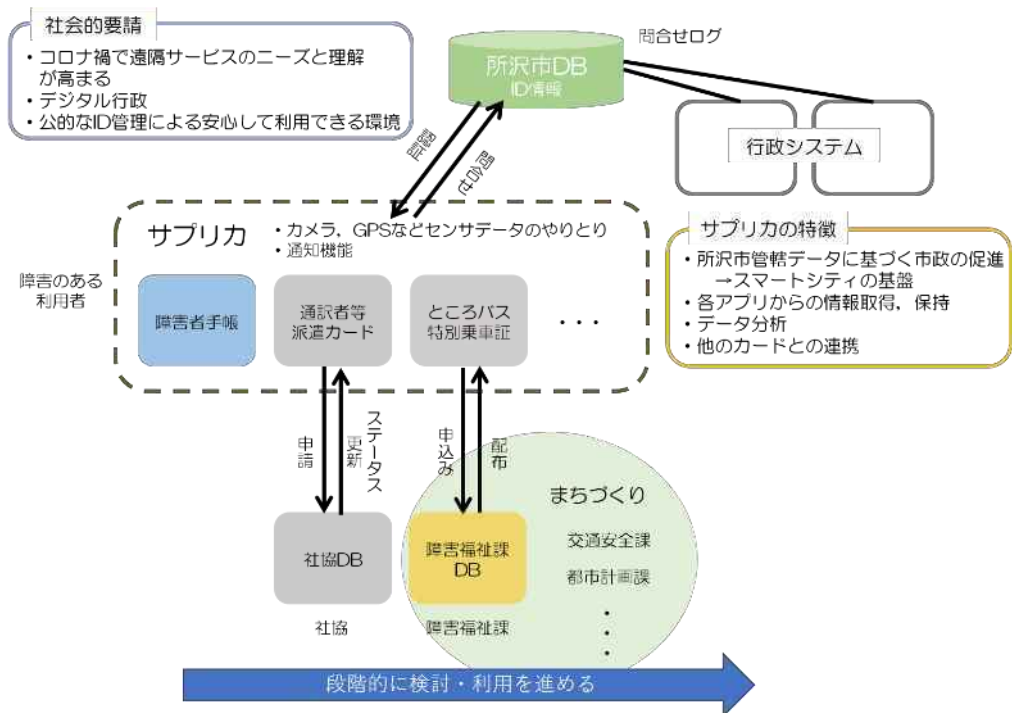 社会的要請
・コロナ禍で遠隔サービスのニーズと理解
が高まる
・デジタル行政
・公的なID管理による安心して利用できる環境
所沢市DB
ID情報
問合せログ
行政システム
認証
問合せ
サプリカ
・カメラ、GPSなどセンサデータのやりとり
・通知機能
障害のある
利用者
障害者手帳
通訳者等
派遣カード
ところバス
特別乗車証
・・・
サプリカの特徴
・所沢市管轄データに基づく市政の促進
→スマートシティの基盤
・各アプリからの情報取得、保持
・データ分析
・他のカードとの連携
申請
ステータス
更新
申込み
配布
まちづくり
社協DB
障害福祉課
DB
交通安全課
都市計画課
・
・
・
社協
障害福祉課
段階的に検討・利用を進める